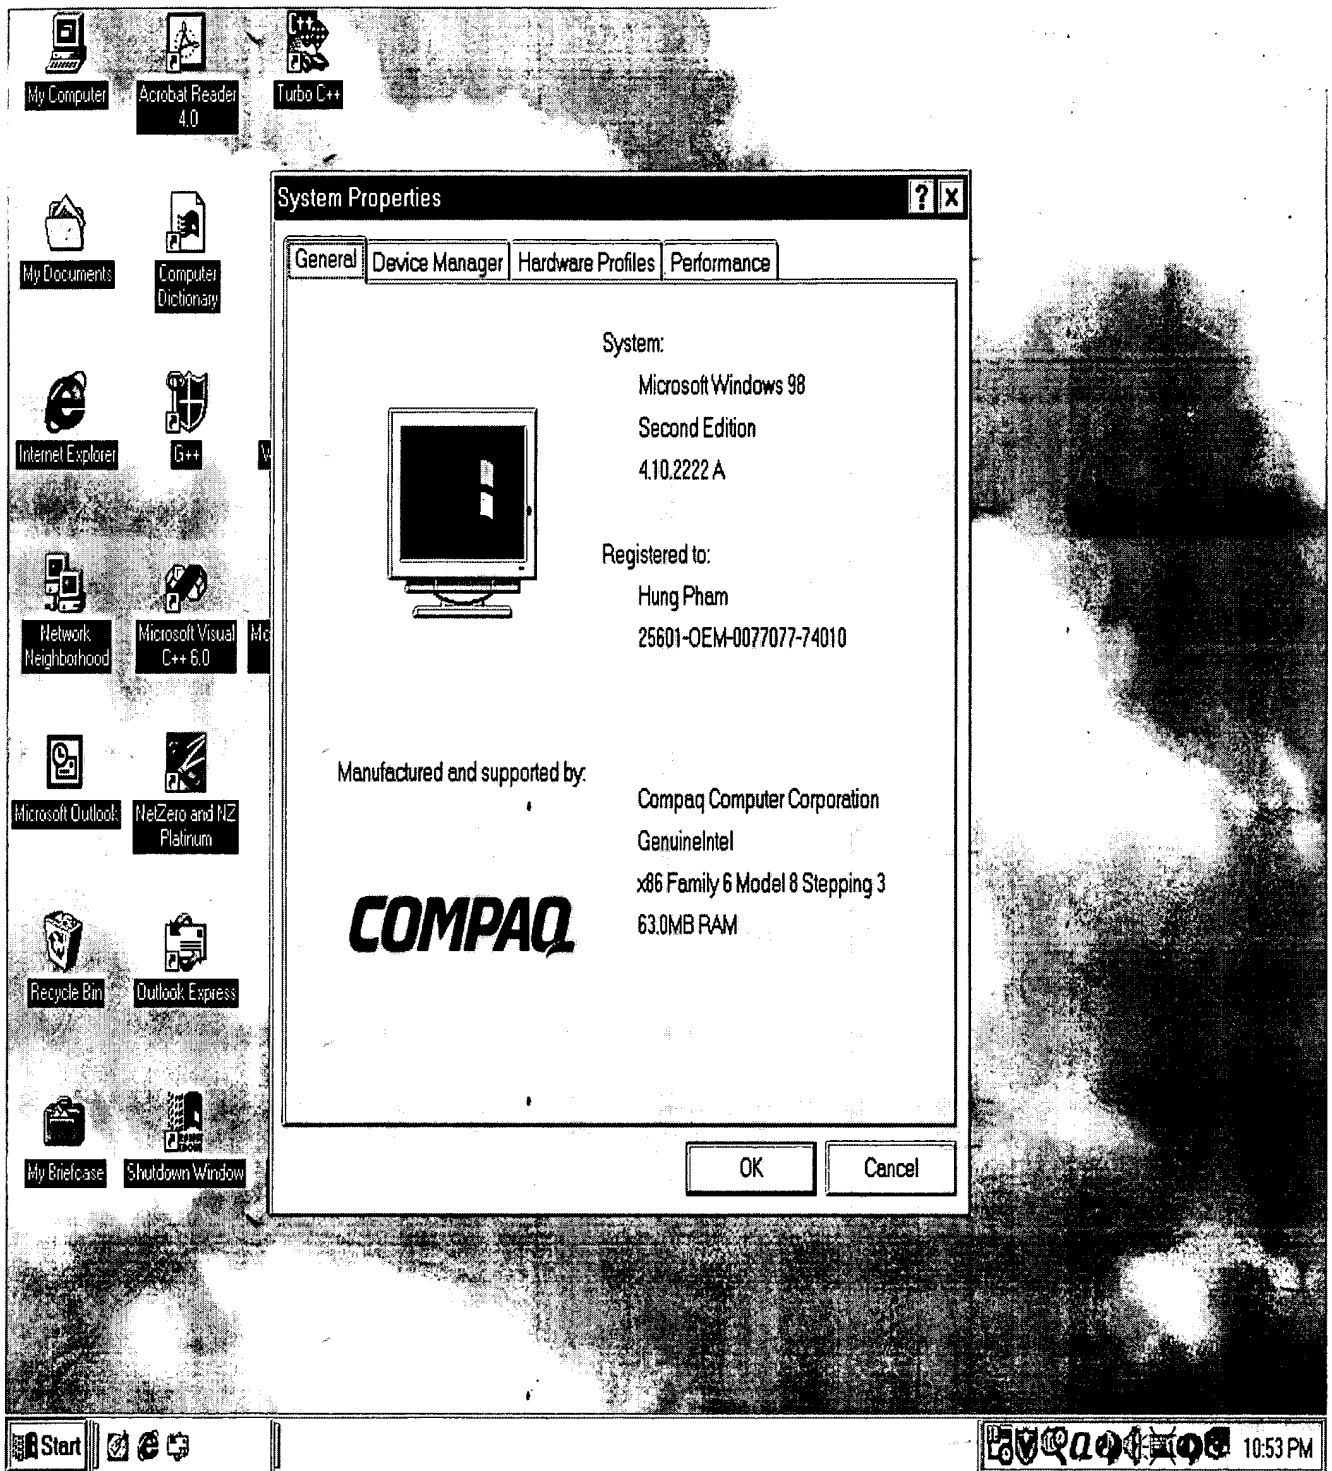 My Computer
Acrobat Reader
4.0
Turbo C++
My Documents
Computer
Dictionary
Internet Explorer
G++
Network
Neighborhood
Microsoft Visual
C++ 6.0
Microsoft Outlook
NetZero and NZ
Platinum
Recycle Bin
Outlook Express
My Briefcase
Shutdown Window
System Properties
General
Device Manager
Hardware Profiles
Performance
System:
Microsoft Windows 98
Second Edition
4.10.2222 A
Registered to:
Hung Pham
25601-OEM-0077077-74010
Manufactured and supported by:
Compaq Computer Corporation
GenuineIntel
x86 Family 6 Model 8 Stepping 3
63.0MB RAM
COMPAQ
OK
Cancel
Start
10:53 PM